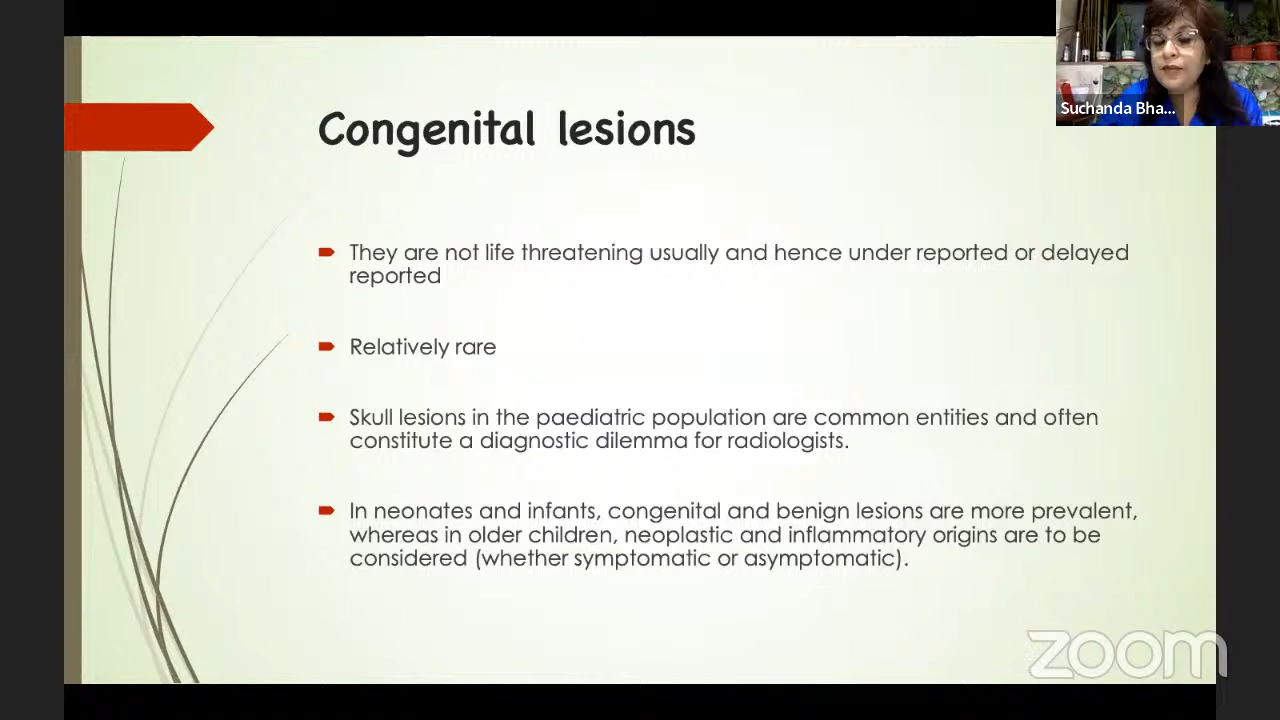 Suchanda Bha...
Congenital lesions
They are not life threatening usually and hence under reported or delayed
reported
Relatively rare
Skull lesions in the paediatric population are common entities and often
constitute a diagnostic dilemma for radiologists.
In neonates and infants, congenital and benign lesions are more prevalent,
whereas in older children, neoplastic and inflammatory origins are to be
considered (whether symptomatic or asymptomatic).
zoom